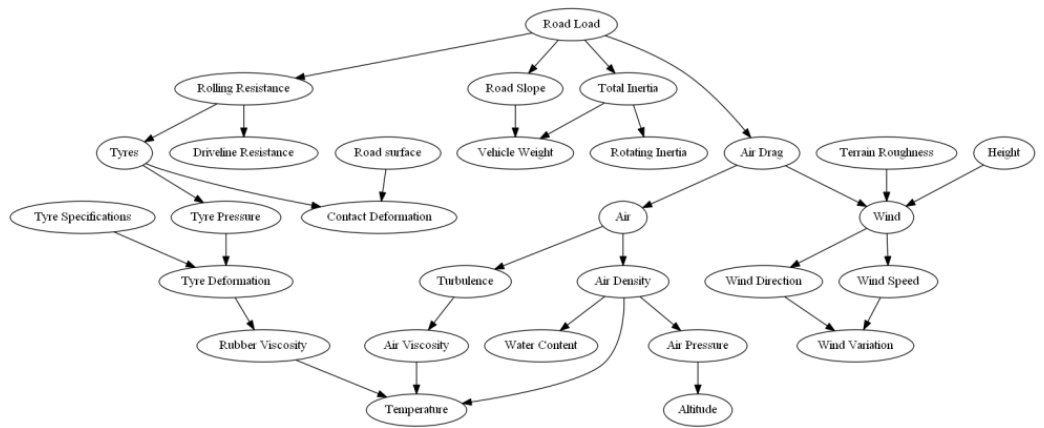 Road Load
Rolling Resistance
Road Slope
Total Inertia
Tyres
Driveline Resistance
Road surface
Vehicle Weight
Rotating Inertia
Air Drag
Terrain Roughness
Height
Tyre Specifications
Tyre Pressure
Contact Deformation
Air
Wind
Tyre Deformation
Turbulence
Air Density
Wind Direction
Wind Speed
Rubber Viscosity
Air Viscosity
Water Content
Air Pressure
Wind Variation
Temperature
Altitude